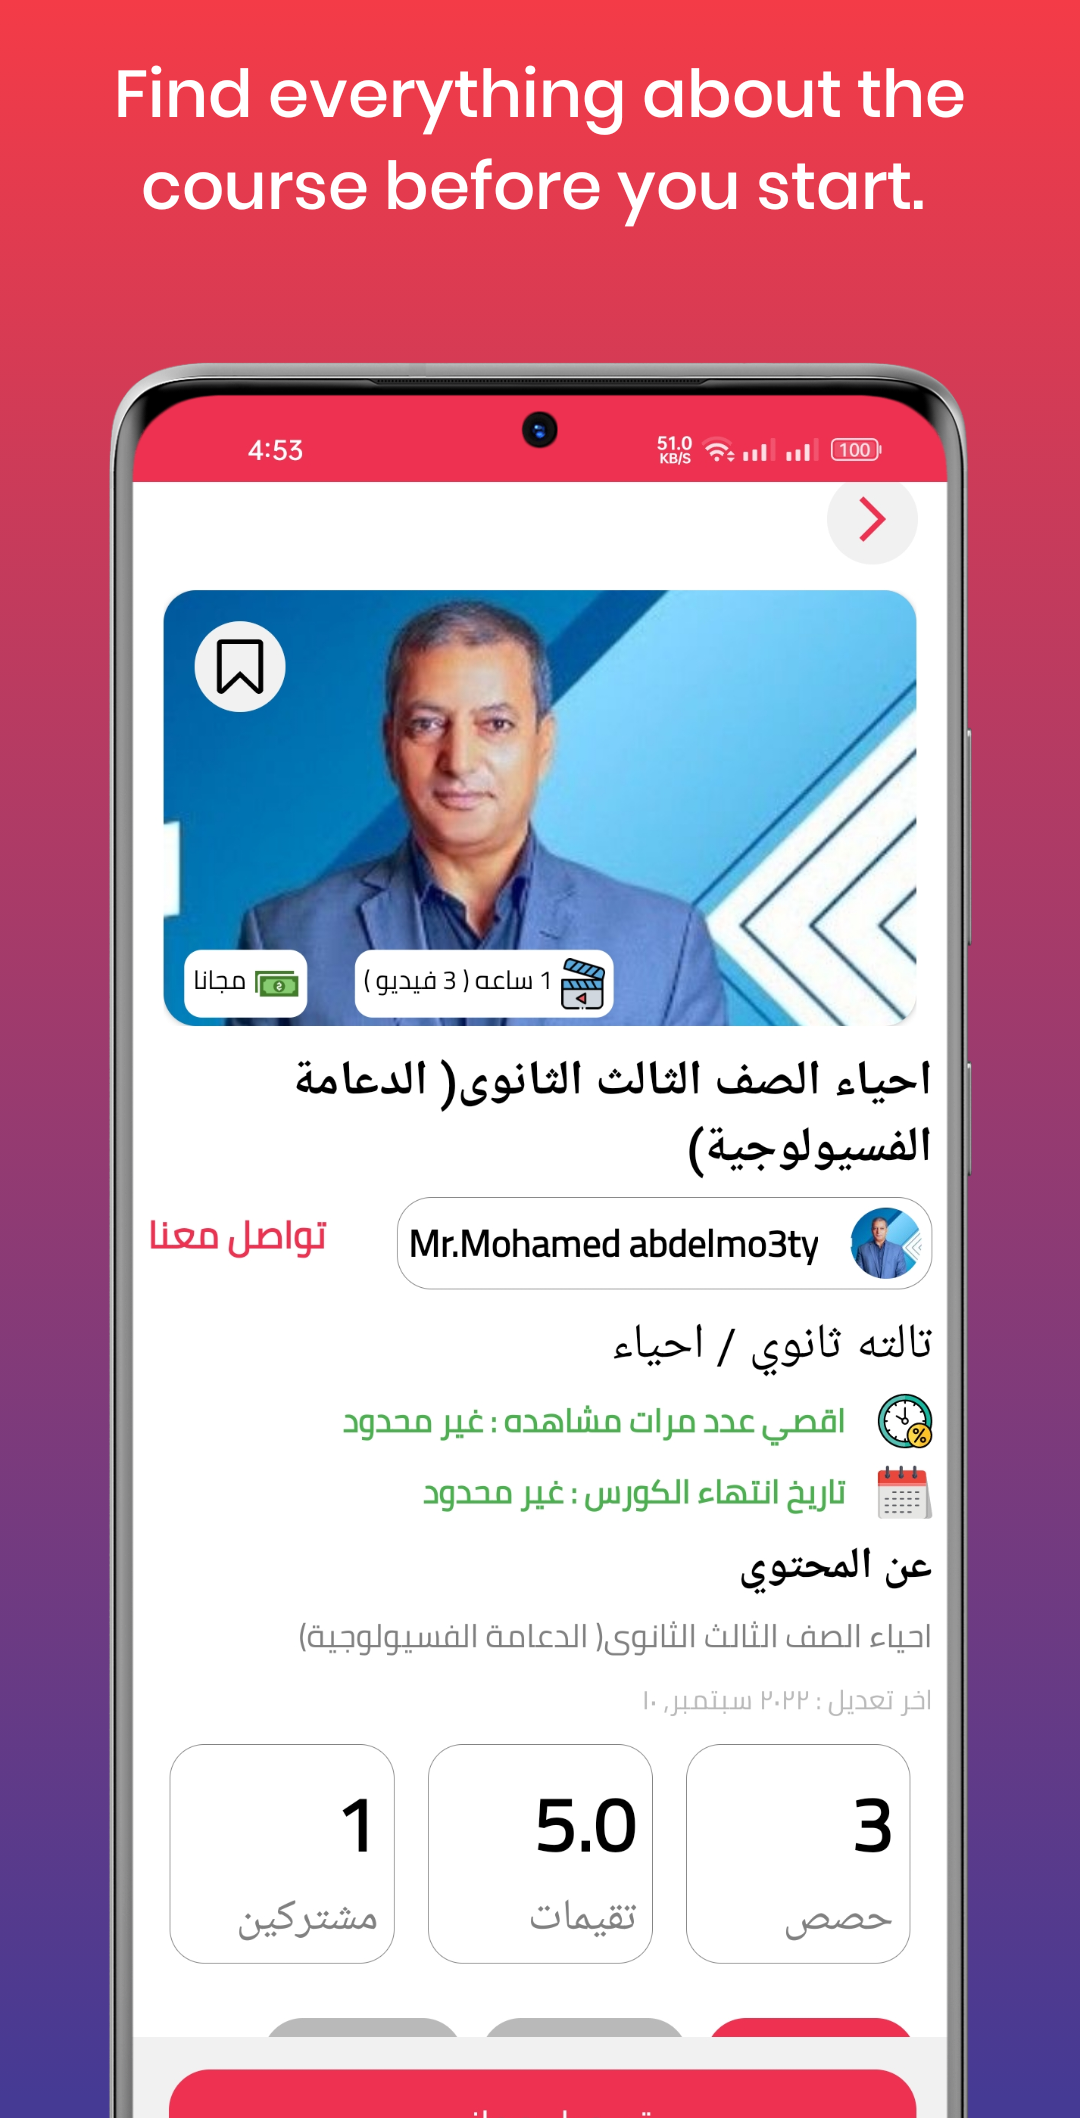 Find everything about the
course before you start.
4:53
51.0
KB/S
100
مجانا
1 ساعه ( 3 فيديو )
احياء الصف الثالث الثانوى( الدعامة
الفسيولوجية)
Mr.Mohamed abdelmo3ty
تواصل معنا
تالته ثانوي / احياء
اقصي عدد مرات مشاهده : غير محدود
تاريخ انتهاء الكورس : غير محدود
عن المحتوي
احياء الصف الثالث الثانوى( الدعامة الفسيولوجية)
اخر تعديل : ٢٠٢٢ سبتمبر, ١٠
3
حصص
5.0
تقيمات
1
مشتركين